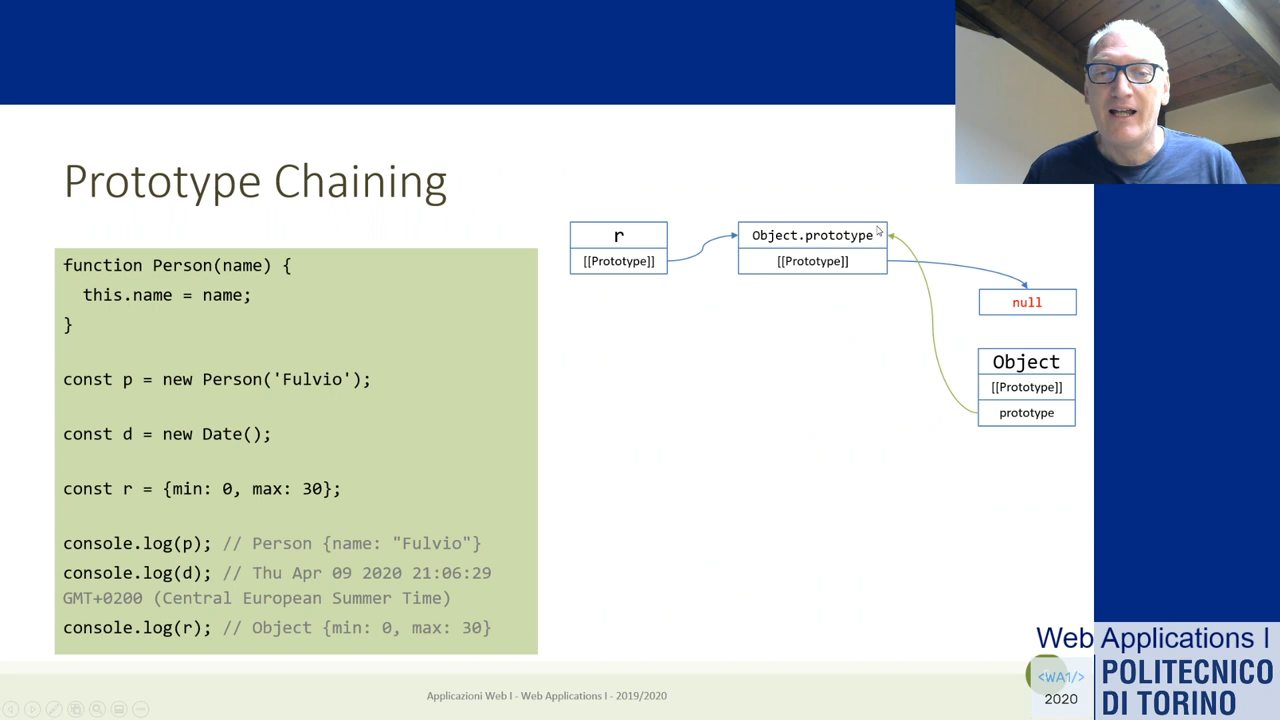 Prototype Chaining
function Person(name) {
this.name = name;
}
const p = new Person('Fulvio');
const d = new Date();
const r = {min: 0, max: 30};
console.log(p); // Person {name: "Fulvio"}
console.log(d); // Thu Apr 09 2020 21:06:29
GMT+0200 (Central European Summer Time)
console.log(r); // Object {min: 0, max: 30}
r
[[Prototype]]
Object.prototype
[[Prototype]]
null
Object
[[Prototype]]
prototype
Applicazioni Web I - Web Applications I - 2019/2020
Web Applications I
<WA1/>
2020
POLITECNICO
DI TORINO